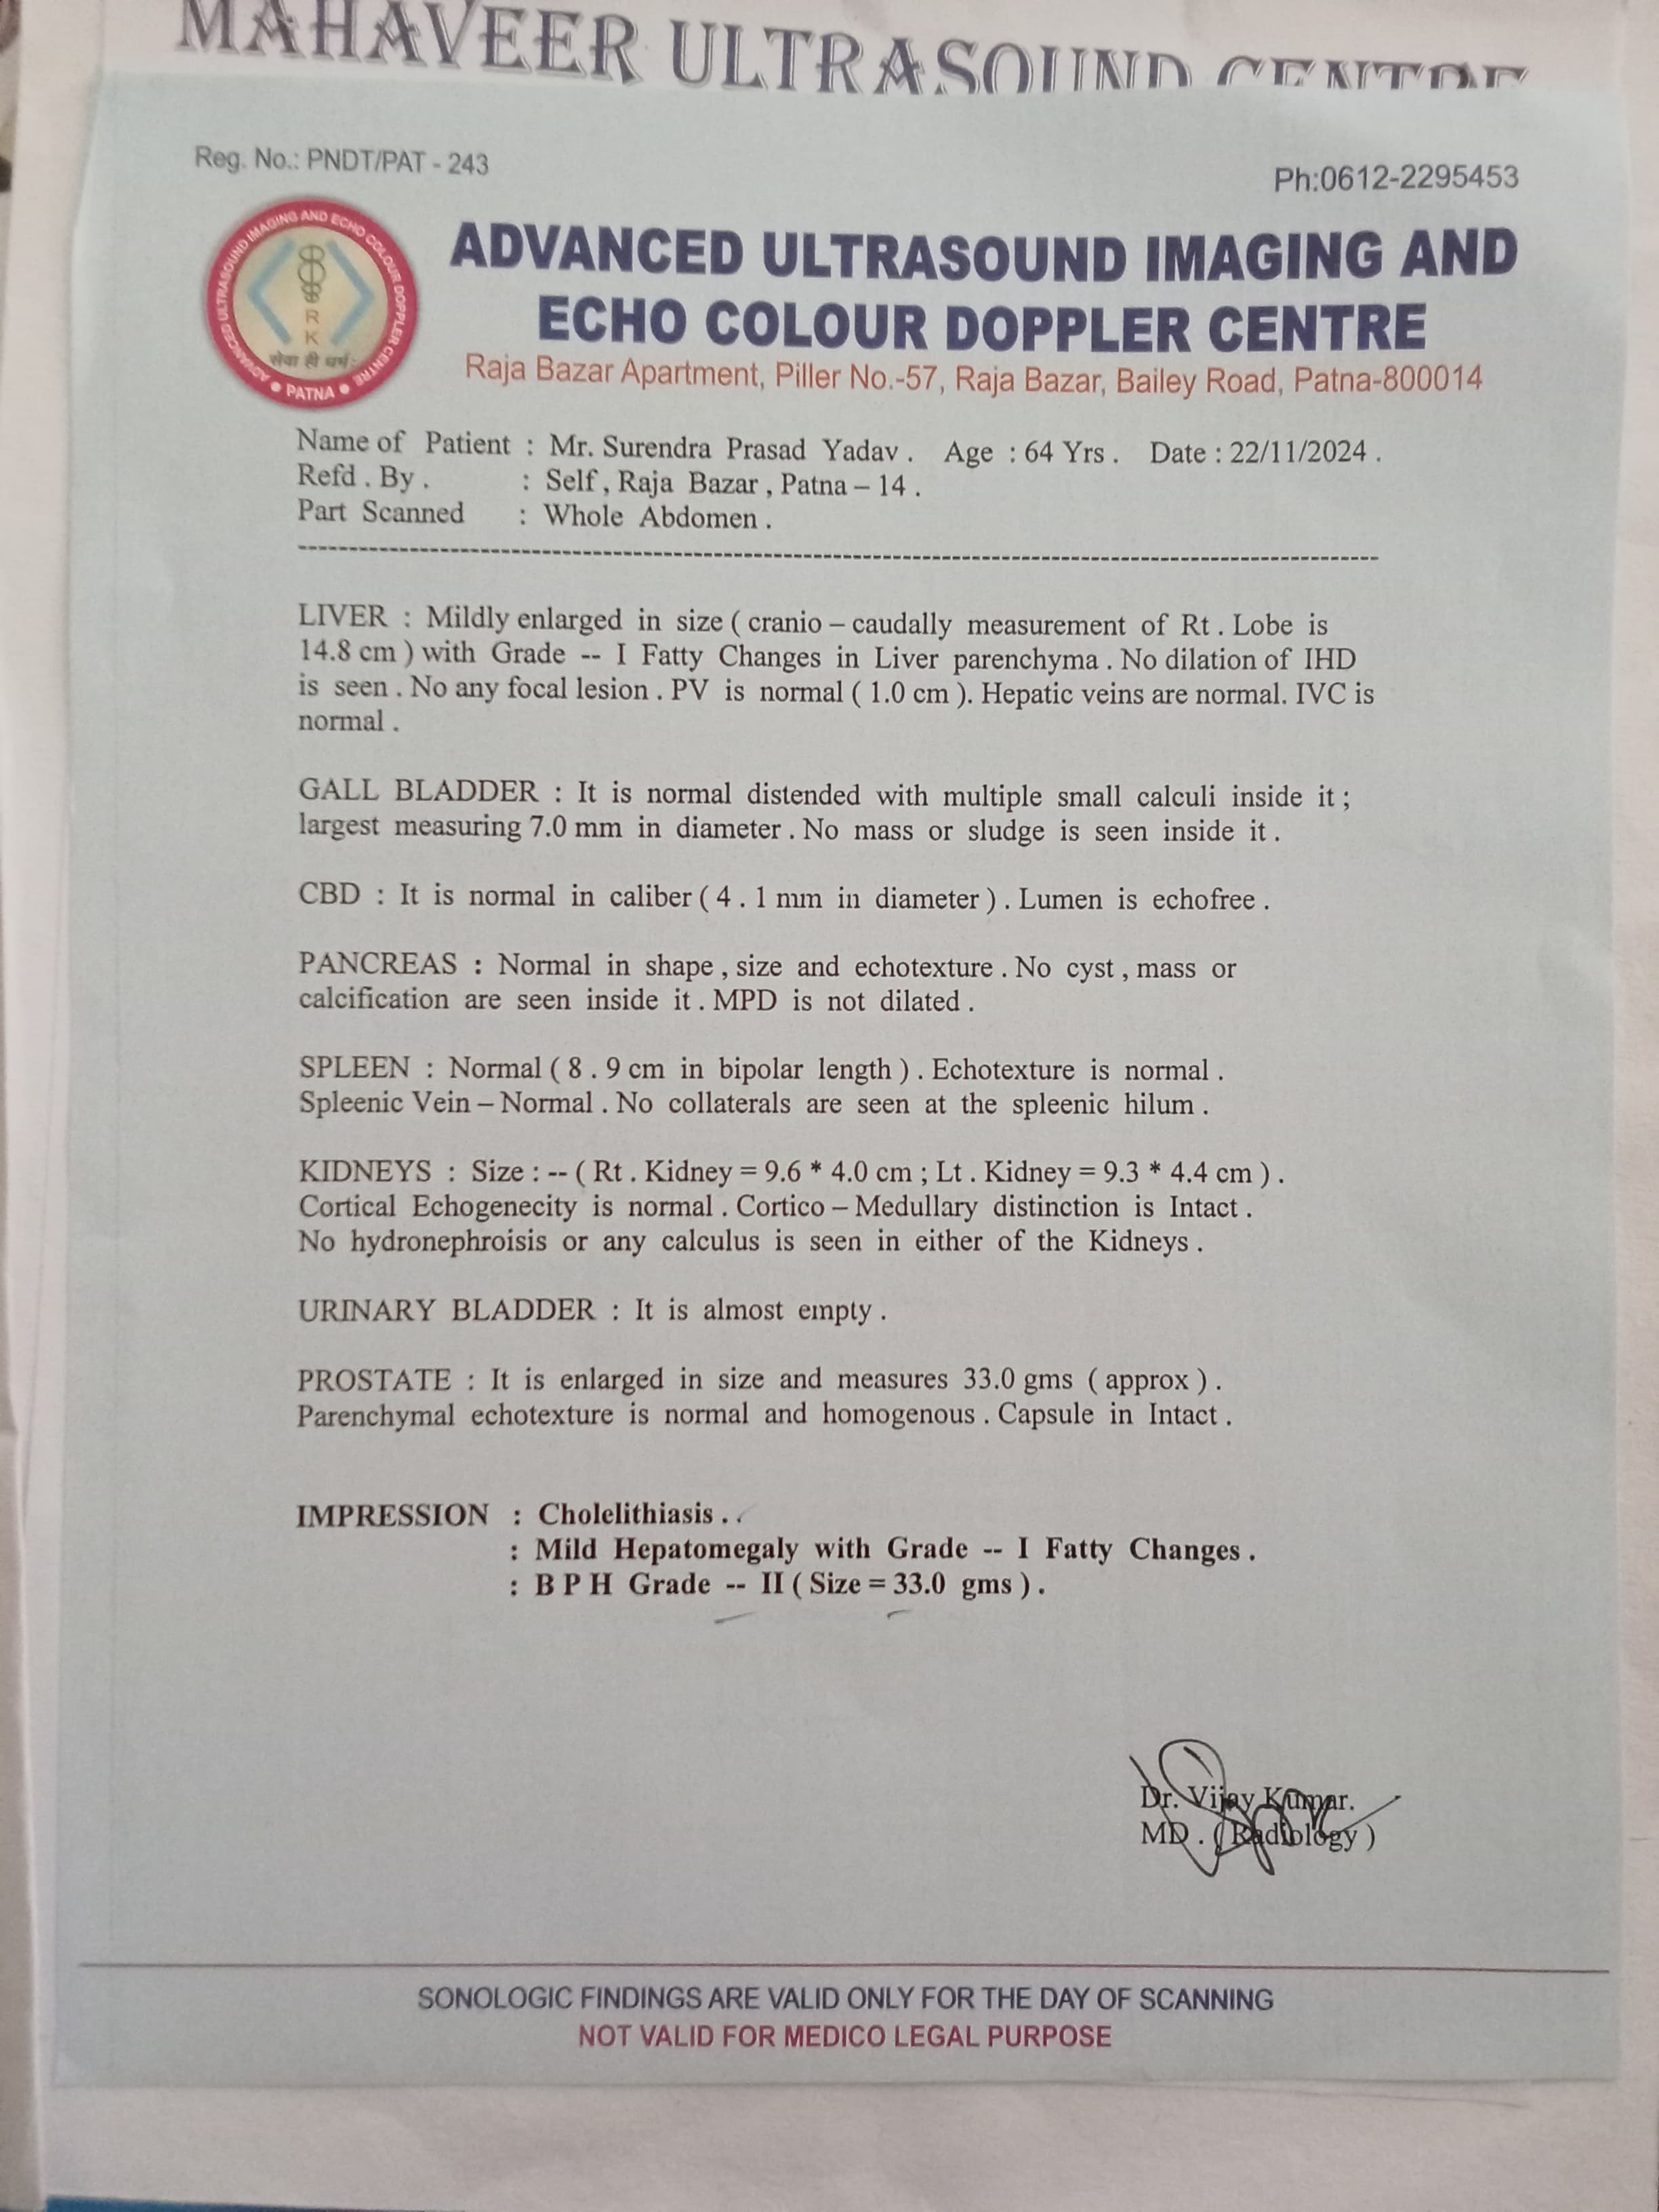 MAHAVEER ULTRASOUND CENTRE
Reg. No.: PNDT/PAT - 243
Ph:0612-2295453
ADVANCED ULTRASOUND IMAGING AND ECHO COLOUR DOPPLER CENTRE
R
K
सेवा ही धर्म:
PATNA
ADVANCED ULTRASOUND IMAGING AND
ECHO COLOUR DOPPLER CENTRE
Raja Bazar Apartment, Piller No.-57, Raja Bazar, Bailey Road, Patna-800014
Name of Patient : Mr. Surendra Prasad Yadav . Age : 64 Yrs . Date : 22/11/2024 .
Refd . By . : Self , Raja Bazar , Patna – 14 .
Part Scanned : Whole Abdomen .
LIVER : Mildly enlarged in size ( cranio – caudally measurement of Rt . Lobe is
14.8 cm ) with Grade -- I Fatty Changes in Liver parenchyma . No dilation of IHD
is seen . No any focal lesion . PV is normal ( 1.0 cm ). Hepatic veins are normal. IVC is
normal .
GALL BLADDER : It is normal distended with multiple small calculi inside it ;
largest measuring 7.0 mm in diameter . No mass or sludge is seen inside it .
CBD : It is normal in caliber ( 4 . 1 mm in diameter ) . Lumen is echofree .
PANCREAS : Normal in shape , size and echotexture . No cyst , mass or
calcification are seen inside it . MPD is not dilated .
SPLEEN : Normal ( 8 . 9 cm in bipolar length ) . Echotexture is normal .
Spleenic Vein – Normal . No collaterals are seen at the spleenic hilum .
KIDNEYS : Size : -- ( Rt . Kidney = 9.6 * 4.0 cm ; Lt . Kidney = 9.3 * 4.4 cm ) .
Cortical Echogenecity is normal . Cortico – Medullary distinction is Intact .
No hydronephroisis or any calculus is seen in either of the Kidneys .
URINARY BLADDER : It is almost empty .
PROSTATE : It is enlarged in size and measures 33.0 gms ( approx ) .
Parenchymal echotexture is normal and homogenous . Capsule in Intact .
IMPRESSION : Cholelithiasis . .
: Mild Hepatomegaly with Grade -- I Fatty Changes .
: B P H Grade -- II ( Size = 33.0 gms ) .
Dr. Vijay Kumar.
MD . ( Radiology )
SONOLOGIC FINDINGS ARE VALID ONLY FOR THE DAY OF SCANNING
NOT VALID FOR MEDICO LEGAL PURPOSE